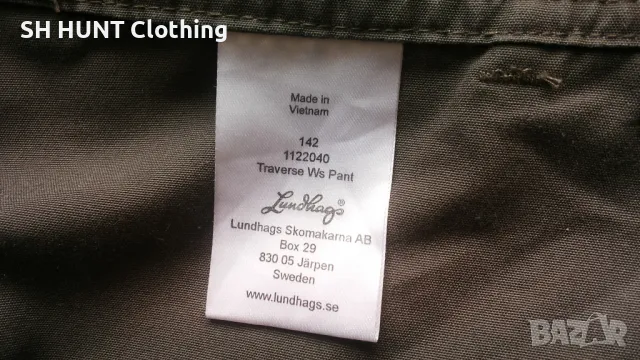 SH HUNT Clothing
Made in
Vietnam
142
1122040
Traverse Ws Pant
Lundhags®
Lundhags Skomakarna AB
Box 29
830 05 Järpen
Sweden
www.lundhags.se
BAZAR